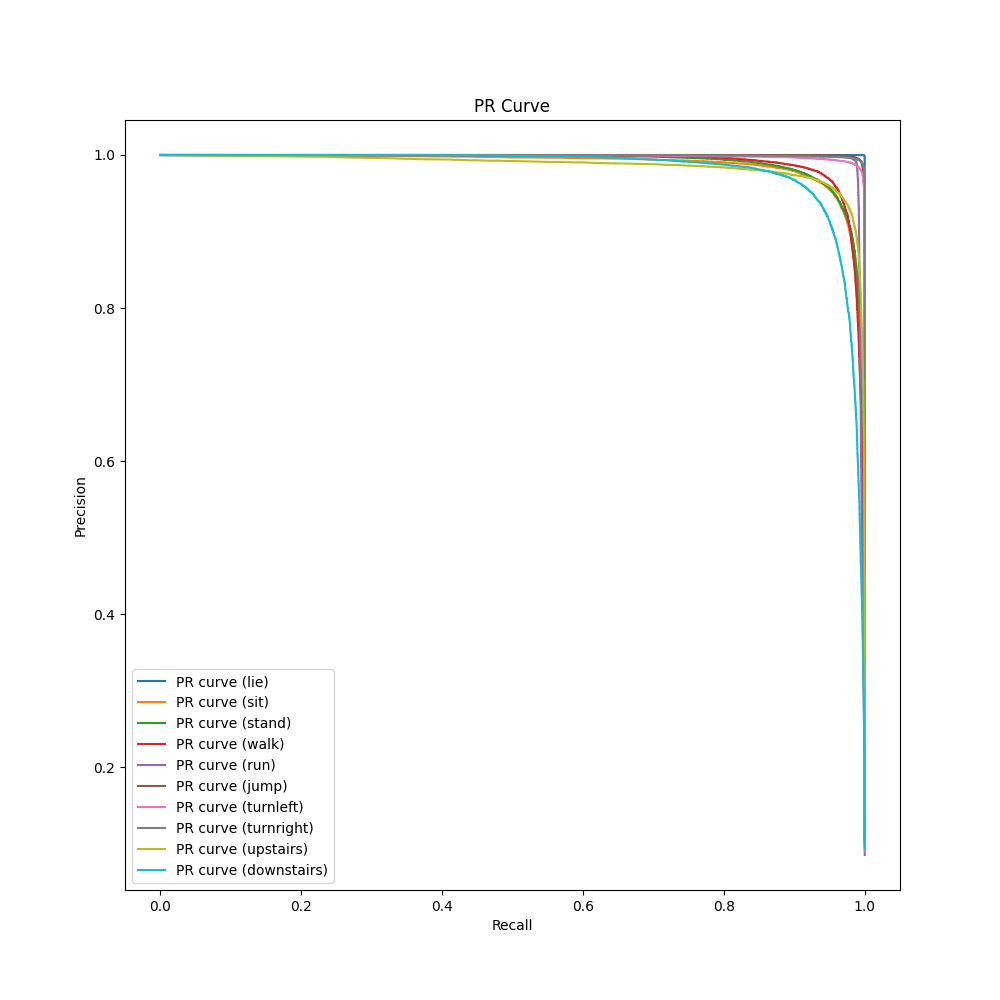 PR Curve
1.0
0.8
0.6
0.4
0.2
Precision
PR curve (lie)
PR curve (sit)
PR curve (stand)
PR curve (walk)
PR curve (run)
PR curve (jump)
PR curve (turnleft)
PR curve (turnright)
PR curve (upstairs)
PR curve (downstairs)
0.0 0.2 0.4 0.6 0.8 1.0
Recall